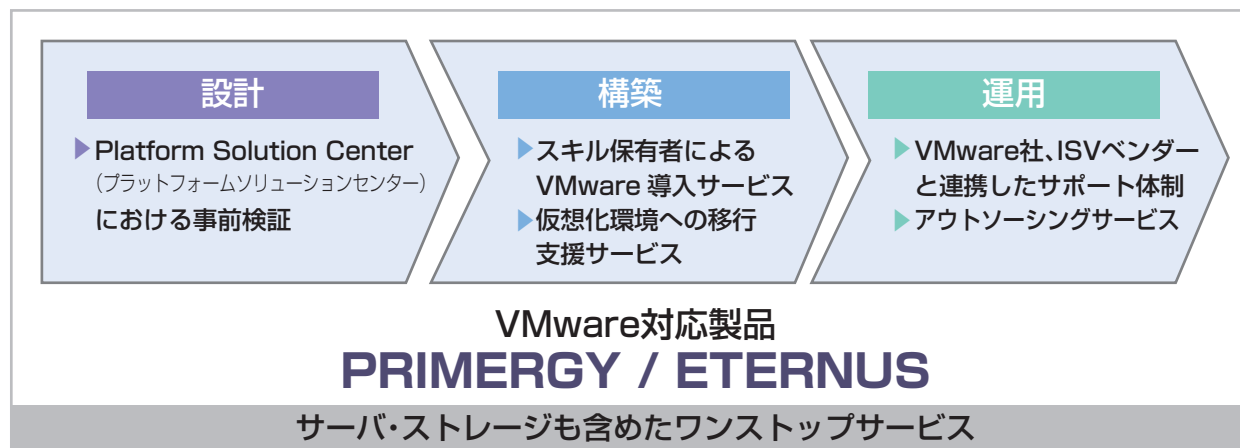 設計
▶Platform Solution Center
(プラットフォームソリューションセンター)
における事前検証
構築
▶スキル保有者による
VMware 導入サービス
▶仮想化環境への移行
支援サービス
運用
▶VMware社、ISVベンダー
と連携したサポート体制
▶アウトソーシングサービス
VMware対応製品
PRIMERGY / ETERNUS
サーバ・ストレージも含めたワンストップサービス